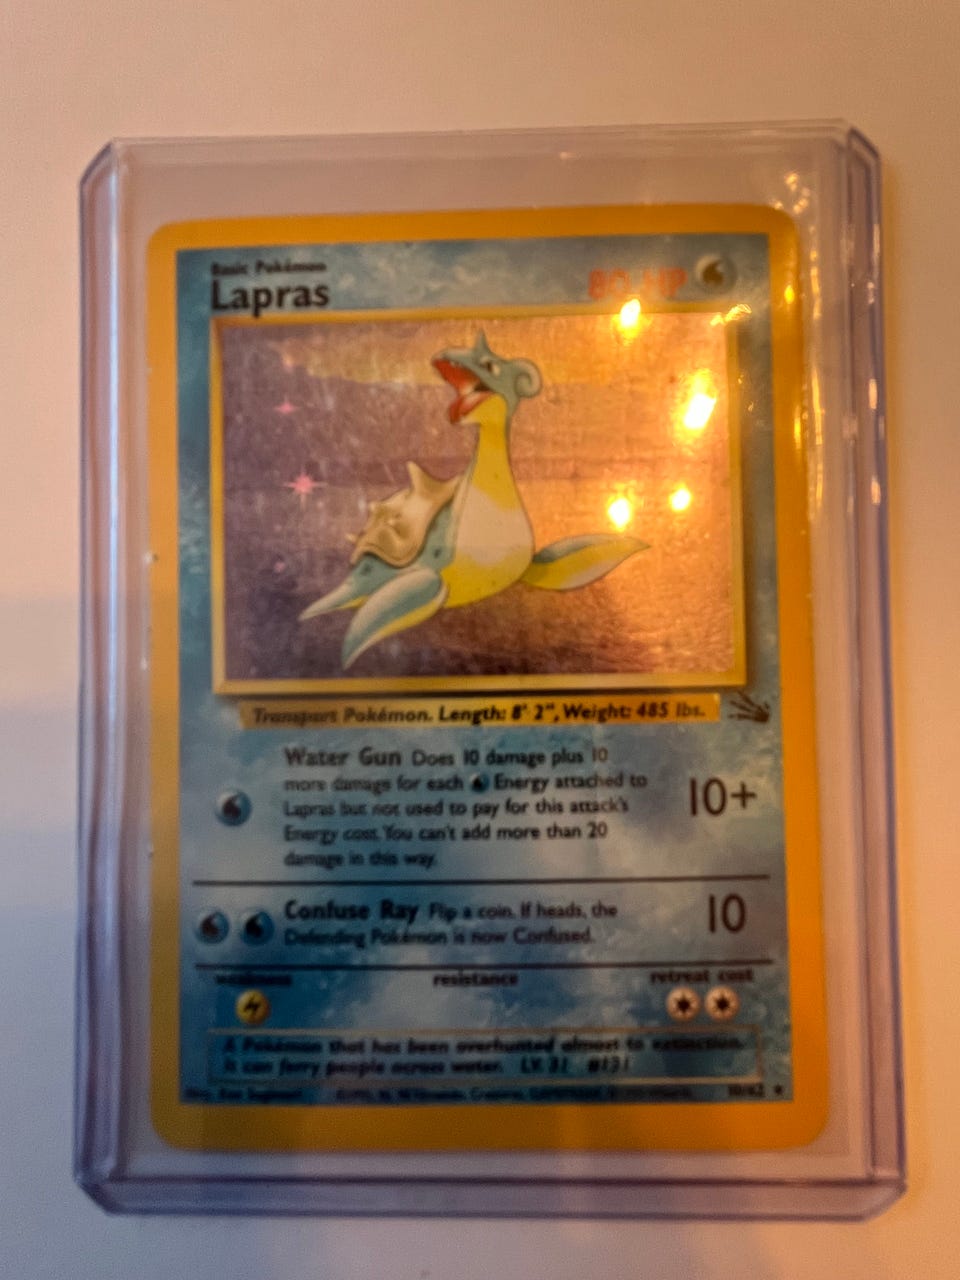 Basic Pokémon
Lapras
80 HP
Transport Pokémon. Length: 8' 2", Weight: 485 lbs.
Water Gun Does 10 damage plus 10
more damage for each Energy attached to
Lapras but not used to pay for this attack's
Energy cost. You can't add more than 20
damage in this way.
10+
Confuse Ray Flip a coin. If heads, the
Defending Pokémon is now Confused.
10
weakness resistance retreat cost
A Pokémon that has been overhunted almost to extinction.
It can ferry people across water. LV. 31 #131
10/62